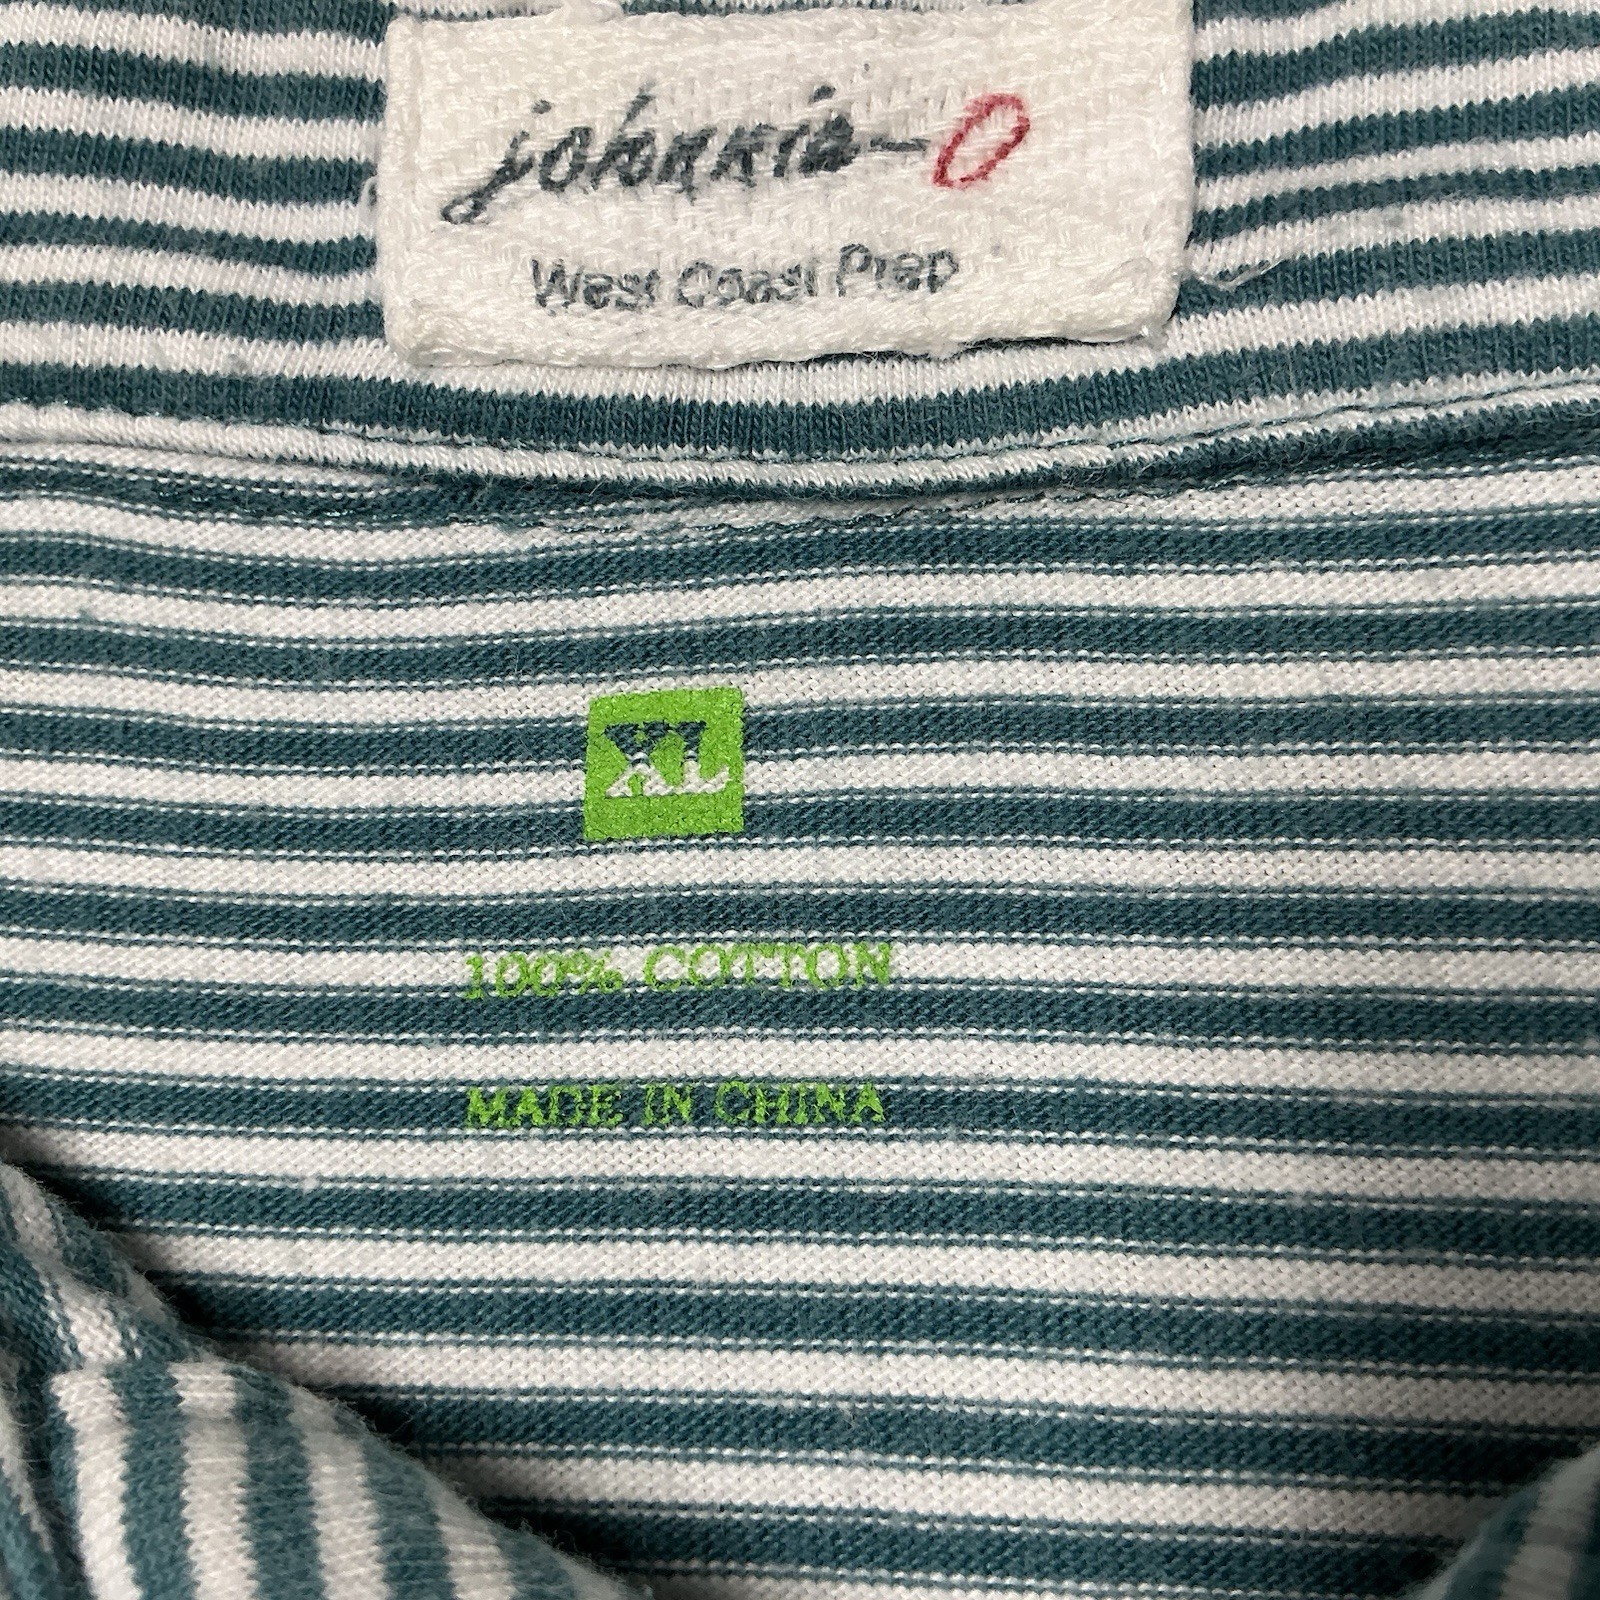 johnnie-O
West Coast Prep
XL
100% COTTON
MADE IN CHINA